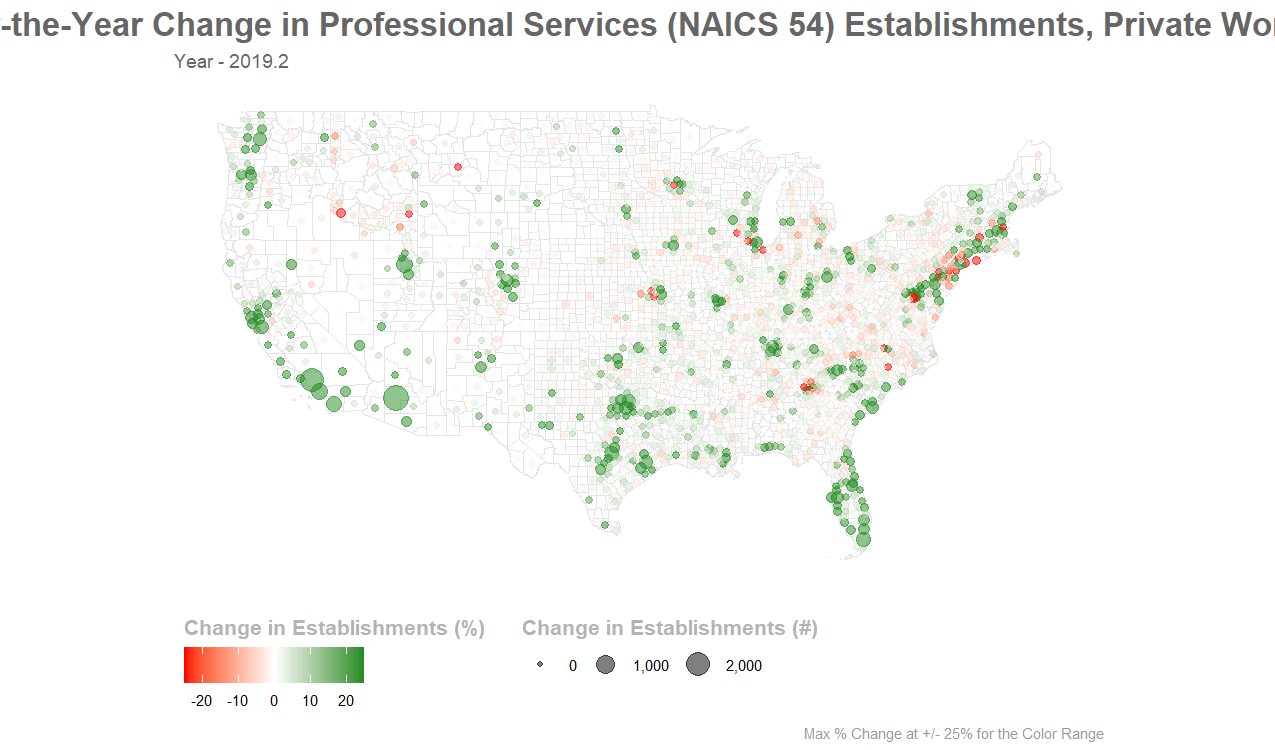 -the-Year Change in Professional Services (NAICS 54) Establishments, Private Wor
Year - 2019.2
Change in Establishments (%)
Change in Establishments (#)
0 1,000 2,000
-20 -10 0 10 20
Max % Change at +/- 25% for the Color Range